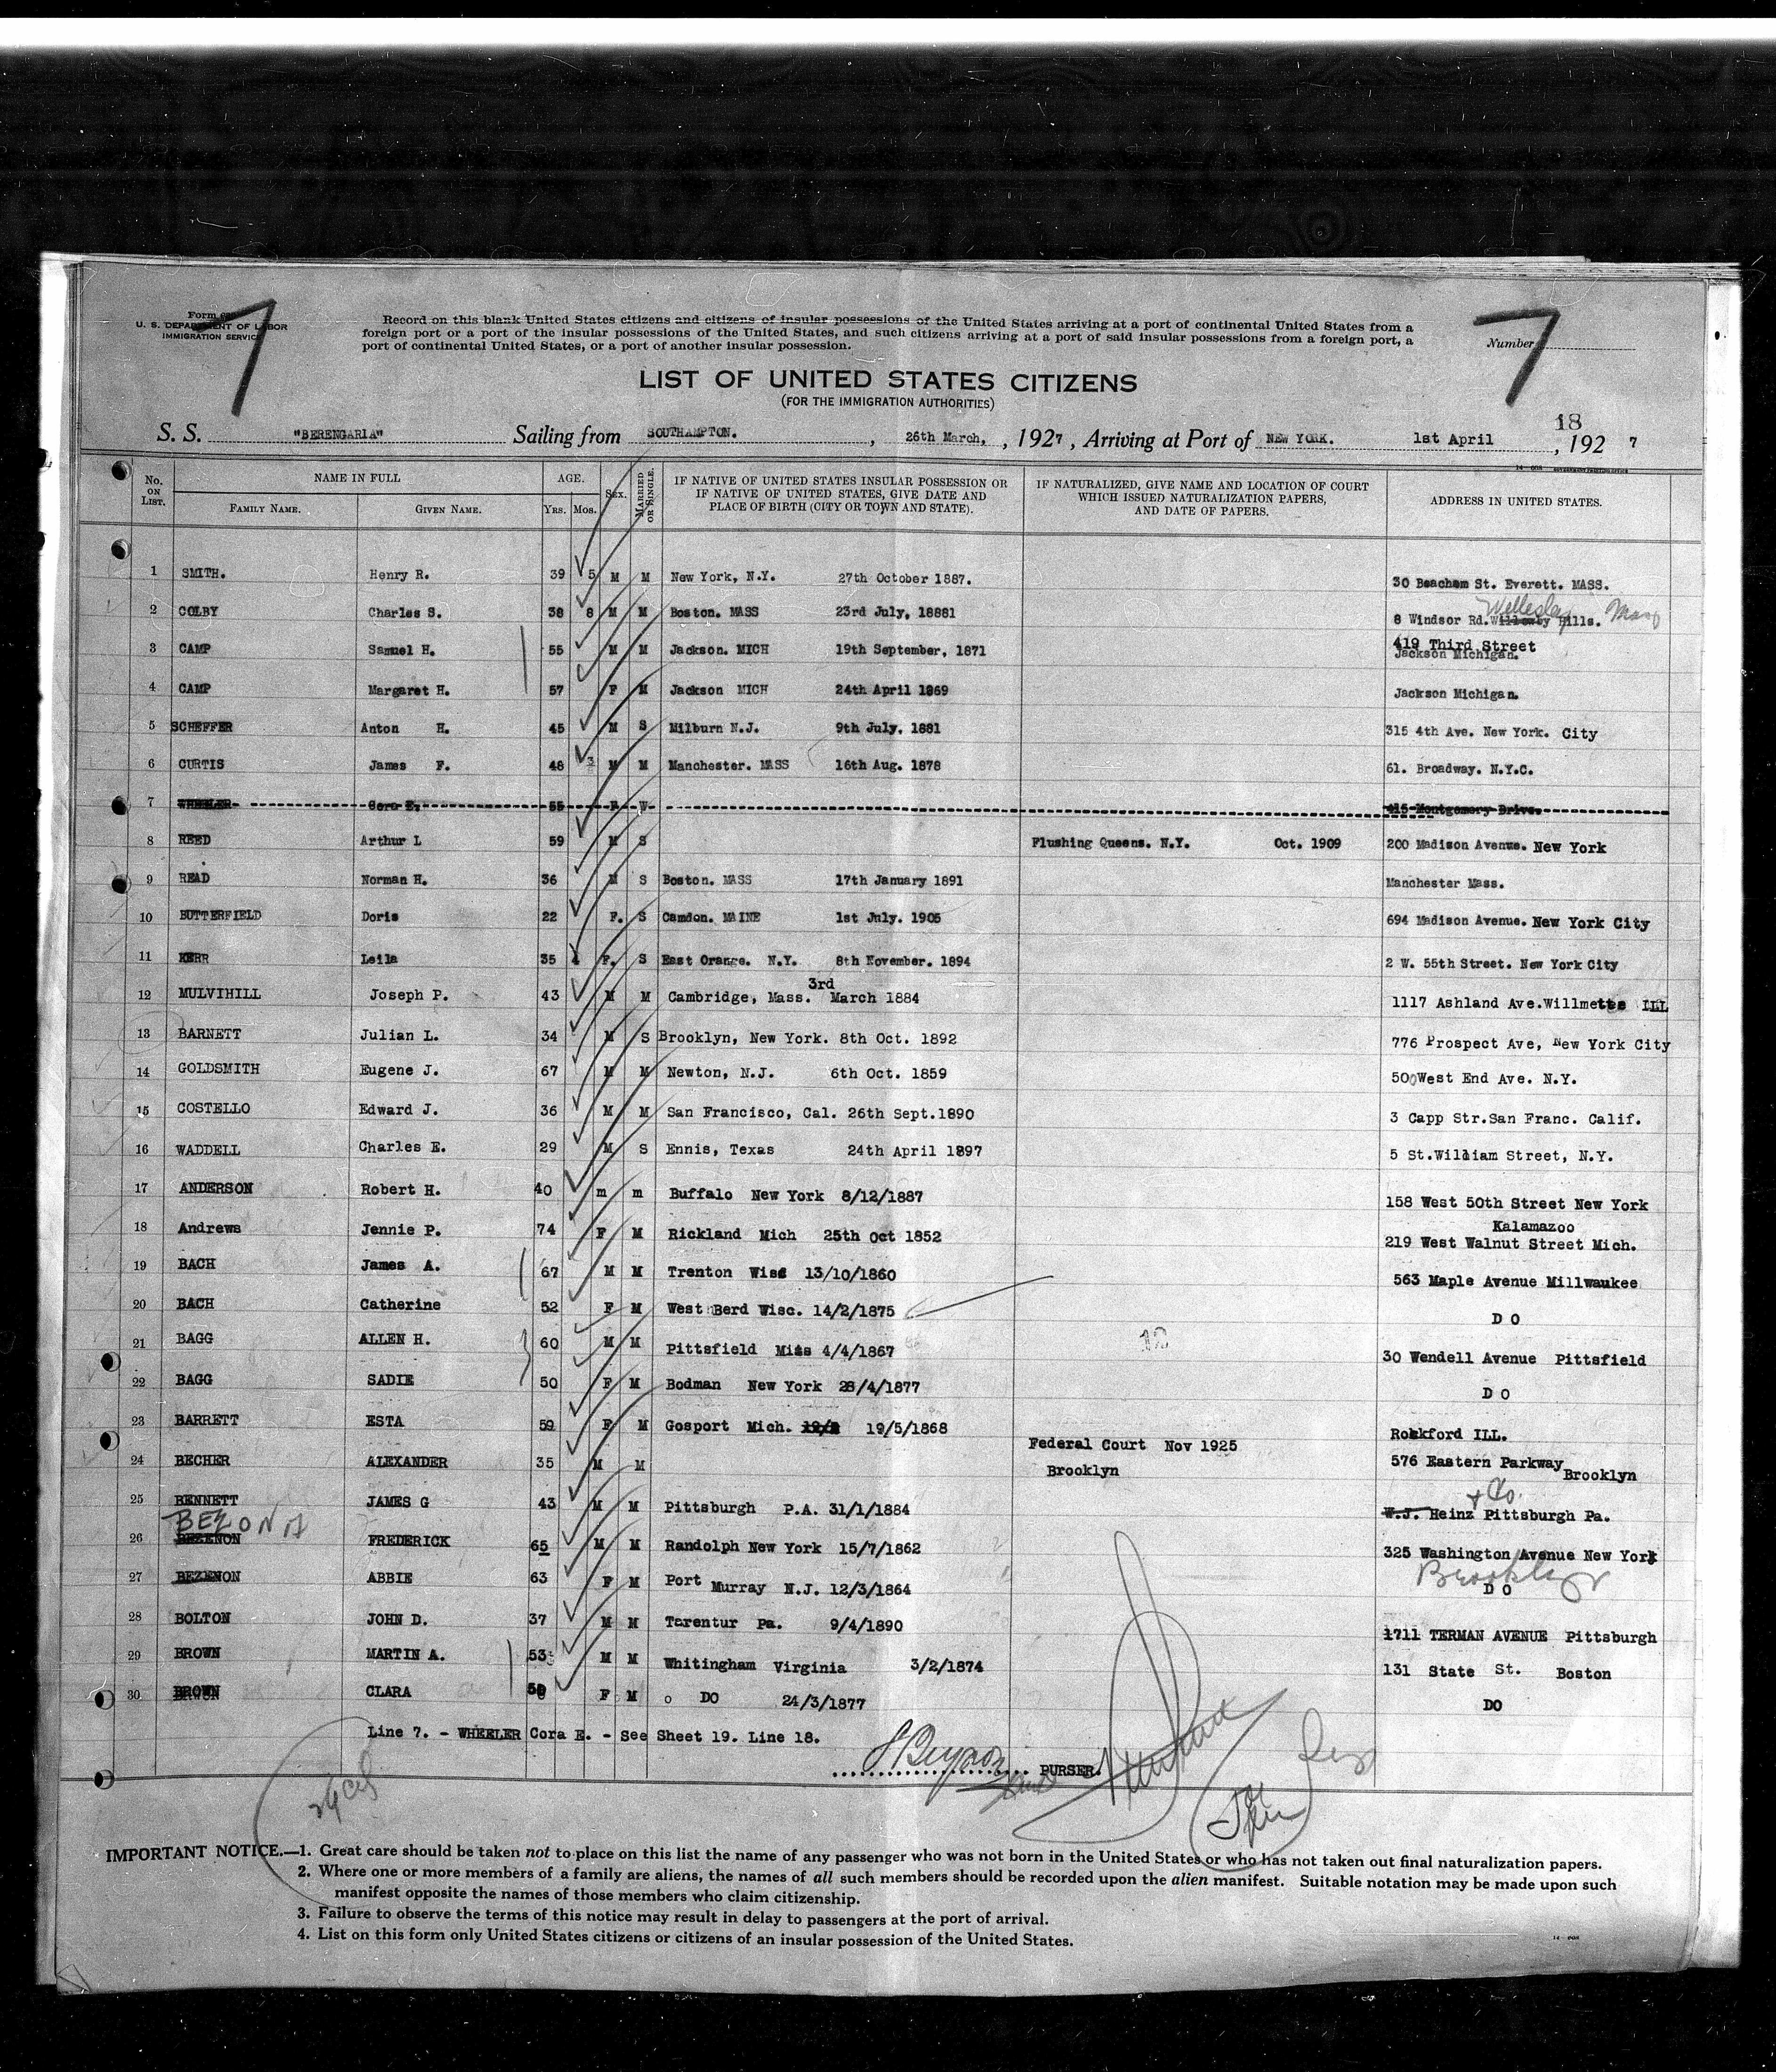 7
7
Form 630
U. S. DEPARTMENT OF LABOR
IMMIGRATION SERVICE
Record on this blank United States citizens and citizens of insular possessions of the United States arriving at a port of continental United States from a
foreign port or a port of the insular possessions of the United States, and such citizens arriving at a port of said insular possessions from a foreign port, a
port of continental United States, or a port of another insular possession.
Number
LIST OF UNITED STATES CITIZENS
(FOR THE IMMIGRATION AUTHORITIES)
18
S. S. "BERENGARIA" Sailing from SOUTHAMPTON. , 26th March, , 1927, Arriving at Port of NEW YORK. 1st April , 192 7
No. ON LIST. NAME IN FULL AGE. Sex. MARRIED OR SINGLE. IF NATIVE OF UNITED STATES INSULAR POSSESSION OR IF NATIVE OF UNITED STATES, GIVE DATE AND PLACE OF BIRTH (CITY OR TOWN AND STATE). IF NATURALIZED, GIVE NAME AND LOCATION OF COURT WHICH ISSUED NATURALIZATION PAPERS, AND DATE OF PAPERS. ADDRESS IN UNITED STATES.
FAMILY NAME. GIVEN NAME. Yrs. Mos.
1 SMITH. Henry R. 39 5 M M New York, N.Y. 27th October 1887. 30 Beacham St. Everett. MASS.
2 COLBY Charles S. 38 8 M M Boston. MASS 23rd July, 18881 8 Windsor Rd. Willowby Hills. Wellesley Mass
3 CAMP Samuel H. 55 M M Jackson. MICH 19th September, 1871 419 Third Street
Jackson Michigan.
4 CAMP Margaret H. 57 F M Jackson MICH 24th April 1869 Jackson Michigan.
5 SCHEFFER Anton H. 45 M S Milburn N.J. 9th July, 1881 315 4th Ave. New York. City
6 CURTIS James F. 48 3 M M Manchester. MASS 16th Aug. 1878 61. Broadway. N.Y.C.
7 WHEELER Cora E. 55 F W 415 Montgomery Drive.
8 REED Arthur L 59 M S Flushing Queens. N.Y. Oct. 1909 200 Madison Avenue. New York
9 READ Norman H. 36 M S Boston. MASS 17th January 1891 Manchester Mass.
10 BUTTERFIELD Doris 22 F. S Camdon. MAINE 1st July. 1905 694 Madison Avenue. New York City
11 KERR Leila 35 4 F. S East Orange. N.Y. 8th November. 1894 2 W. 55th Street. New York City
12 MULVIHILL Joseph P. 43 M M Cambridge, Mass. 3rd March 1884 1117 Ashland Ave.Willmette ILL
13 BARNETT Julian L. 34 M S Brooklyn, New York. 8th Oct. 1892 776 Prospect Ave, New York City
14 GOLDSMITH Eugene J. 67 M M Newton, N.J. 6th Oct. 1859 500West End Ave. N.Y.
15 COSTELLO Edward J. 36 M M San Francisco, Cal. 26th Sept.1890 3 Capp Str.San Franc. Calif.
16 WADDELL Charles E. 29 M S Ennis, Texas 24th April 1897 5 St.William Street, N.Y.
17 ANDERSON Robert H. 40 m m Buffalo New York 8/12/1887 158 West 50th Street New York
18 Andrews Jennie P. 74 F M Rickland Mich 25th Oct 1852 Kalamazoo
219 West Walnut Street Mich.
19 BACH James A. 67 M M Trenton Wisc 13/10/1860 563 Maple Avenue Millwaukee
20 BACH Catherine 52 F M West Berd Wisc. 14/2/1875 D O
21 BAGG ALLEN H. 60 M M Pittsfield Mass 4/4/1867 12 30 Wendell Avenue Pittsfield
22 BAGG SADIE 50 F M Bodman New York 28/4/1877 D O
23 BARRETT ESTA 59 F M Gosport Mich. 19/5/1868 Rockford ILL.
24 BECHER ALEXANDER 35 M M Federal Court Nov 1925 Brooklyn 576 Eastern Parkway Brooklyn
25 BENNETT JAMES G 43 M M Pittsburgh P.A. 31/1/1884 W.J. Heinz + Co. Pittsburgh Pa.
BEZONA
26 BEZENON FREDERICK 65 M M Randolph New York 15/7/1862 325 Washington Avenue New York
Brooklyn
27 BEZENON ABBIE 63 F M Port Murray N.J. 12/3/1864 D O
28 BOLTON JOHN D. 37 M M Tarentur Pa. 9/4/1890 1711 TERMAN AVENUE Pittsburgh
29 BROWN MARTIN A. 53 M M Whitingham Virginia 3/2/1874 131 State St. Boston
30 BROWN CLARA 50 F M o DO 24/3/1877 DO
Line 7. - WHEELER Cora E. - See Sheet 19. Line 18.
PURSER.
IMPORTANT NOTICE.—1. Great care should be taken not to place on this list the name of any passenger who was not born in the United States or who has not taken out final naturalization papers.
2. Where one or more members of a family are aliens, the names of all such members should be recorded upon the alien manifest. Suitable notation may be made upon such
manifest opposite the names of those members who claim citizenship.
3. Failure to observe the terms of this notice may result in delay to passengers at the port of arrival.
4. List on this form only United States citizens or citizens of an insular possession of the United States.